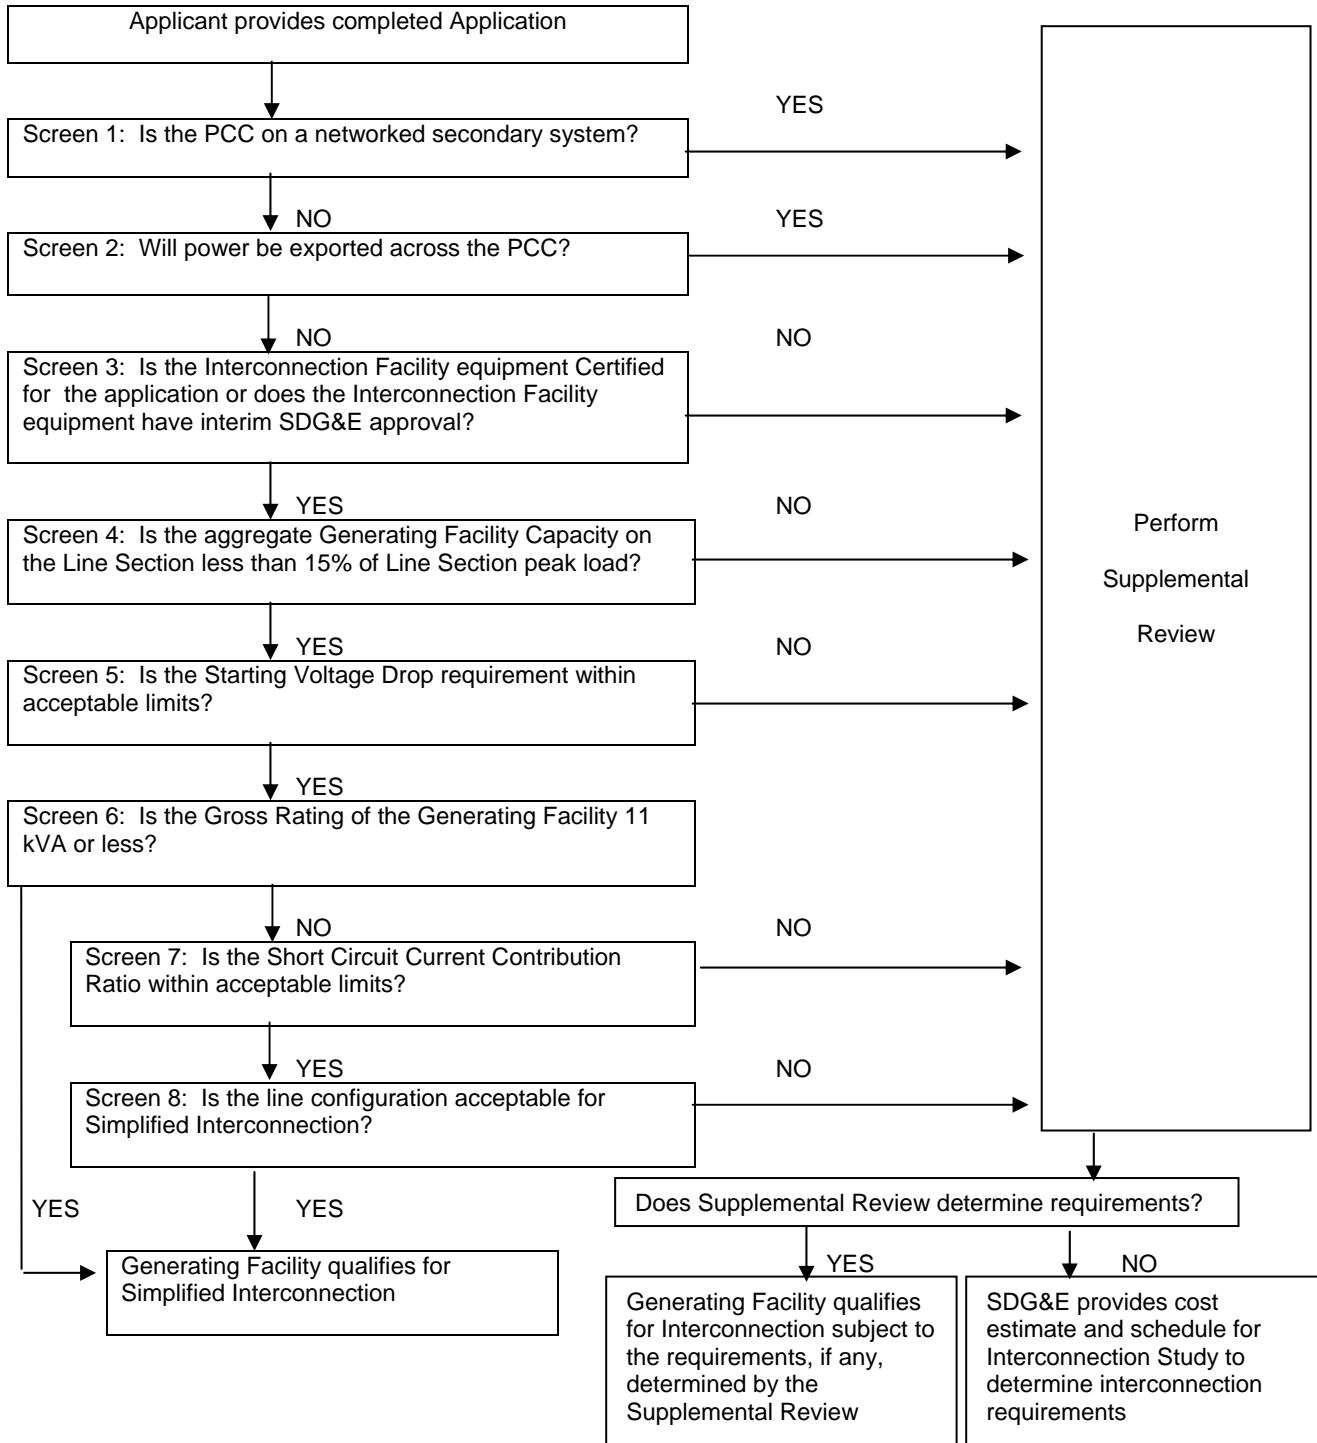 Applicant provides completed Application
YES
Screen 1: Is the PCC on a networked secondary system?
NO
YES
Screen 2: Will power be exported across the PCC?
NO
NO
Screen 3: Is the Interconnection Facility equipment Certified
for the application or does the Interconnection Facility
equipment have interim SDG&E approval?
YES
NO
Screen 4: Is the aggregate Generating Facility Capacity on
the Line Section less than 15% of Line Section peak load?
Perform
Supplemental
Review
YES
NO
Screen 5: Is the Starting Voltage Drop requirement within
acceptable limits?
YES
Screen 6: Is the Gross Rating of the Generating Facility 11
kVA or less?
NO
NO
Screen 7: Is the Short Circuit Current Contribution
Ratio within acceptable limits?
YES
NO
Screen 8: Is the line configuration acceptable for
Simplified Interconnection?
YES
YES
Does Supplemental Review determine requirements?
Generating Facility qualifies for
Simplified Interconnection
YES
NO
Generating Facility qualifies
for Interconnection subject to
the requirements, if any,
determined by the
Supplemental Review
SDG&E provides cost
estimate and schedule for
Interconnection Study to
determine interconnection
requirements